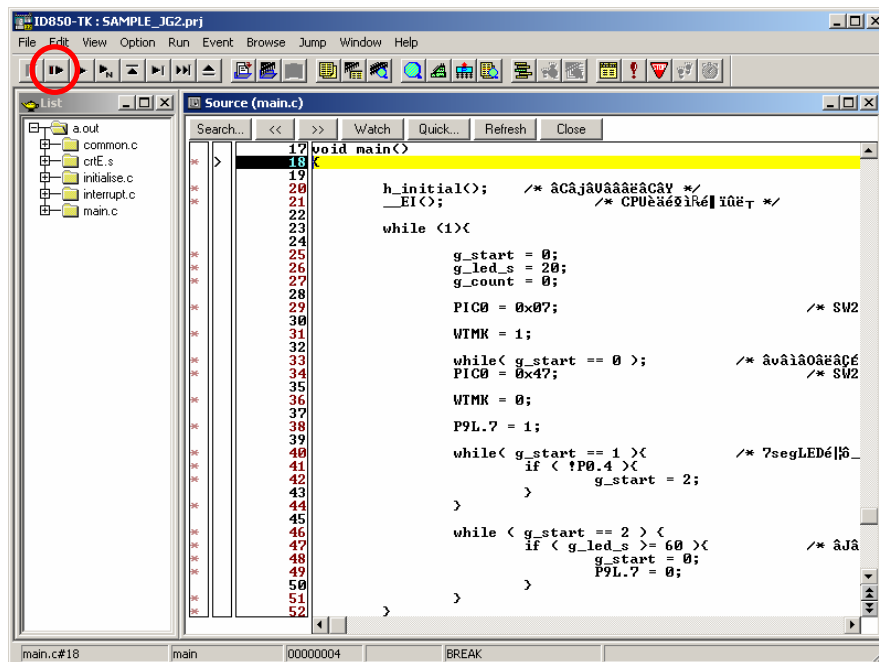 ID850-TK : SAMPLE_JG2.prj
File Edit View Option Run Event Browse Jump Window Help
List
a.out
common.c
crtE.s
initialise.c
interrupt.c
main.c
Source (main.c)
Search... << >> Watch Quick... Refresh Close
17 void main()
18 {
19
20 h_initial(); /* */
21 __EI(); /* */
22
23 while (1){
24
25 g_start = 0;
26 g_led_s = 20;
27 g_count = 0;
28
29 PIC0 = 0x07; /* SW2
30
31 WTMK = 1;
32
33 while( g_start == 0 ); /*
34 PIC0 = 0x47; /* SW2
35
36 WTMK = 0;
37
38 P9L.7 = 1;
39
40 while( g_start == 1 ){ /*
41 if ( !P0.4 ){
42 g_start = 2;
43 }
44 }
45
46 while ( g_start == 2 ) {
47 if ( g_led_s >= 60 ){ /* âJâ
48 g_start = 0;
49 P9L.7 = 0;
50 }
51 }
52 }
main.c#18 main 00000004 BREAK